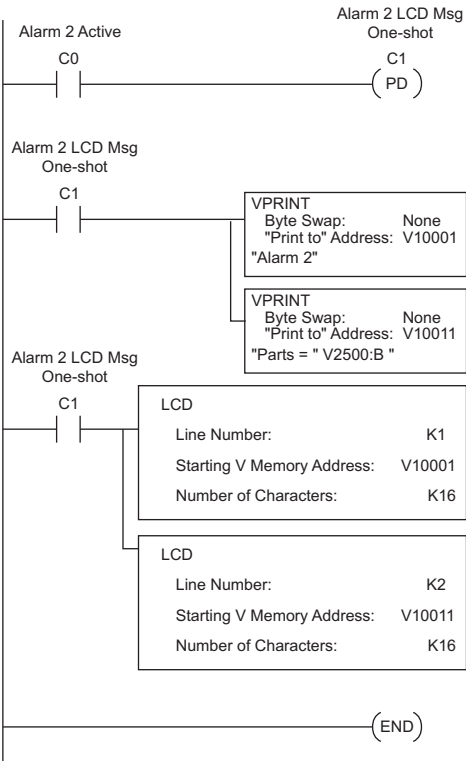 Alarm 2 LCD Msg
One-shot
Alarm 2 Active
C0
C1
PD
Alarm 2 LCD Msg
One-shot
C1
VPRINT
Byte Swap: None
"Print to" Address: V10001
"Alarm 2"
VPRINT
Byte Swap: None
"Print to" Address: V10011
"Parts = " V2500:B "
Alarm 2 LCD Msg
One-shot
C1
LCD
Line Number: K1
Starting V Memory Address: V10001
Number of Characters: K16
LCD
Line Number: K2
Starting V Memory Address: V10011
Number of Characters: K16
END